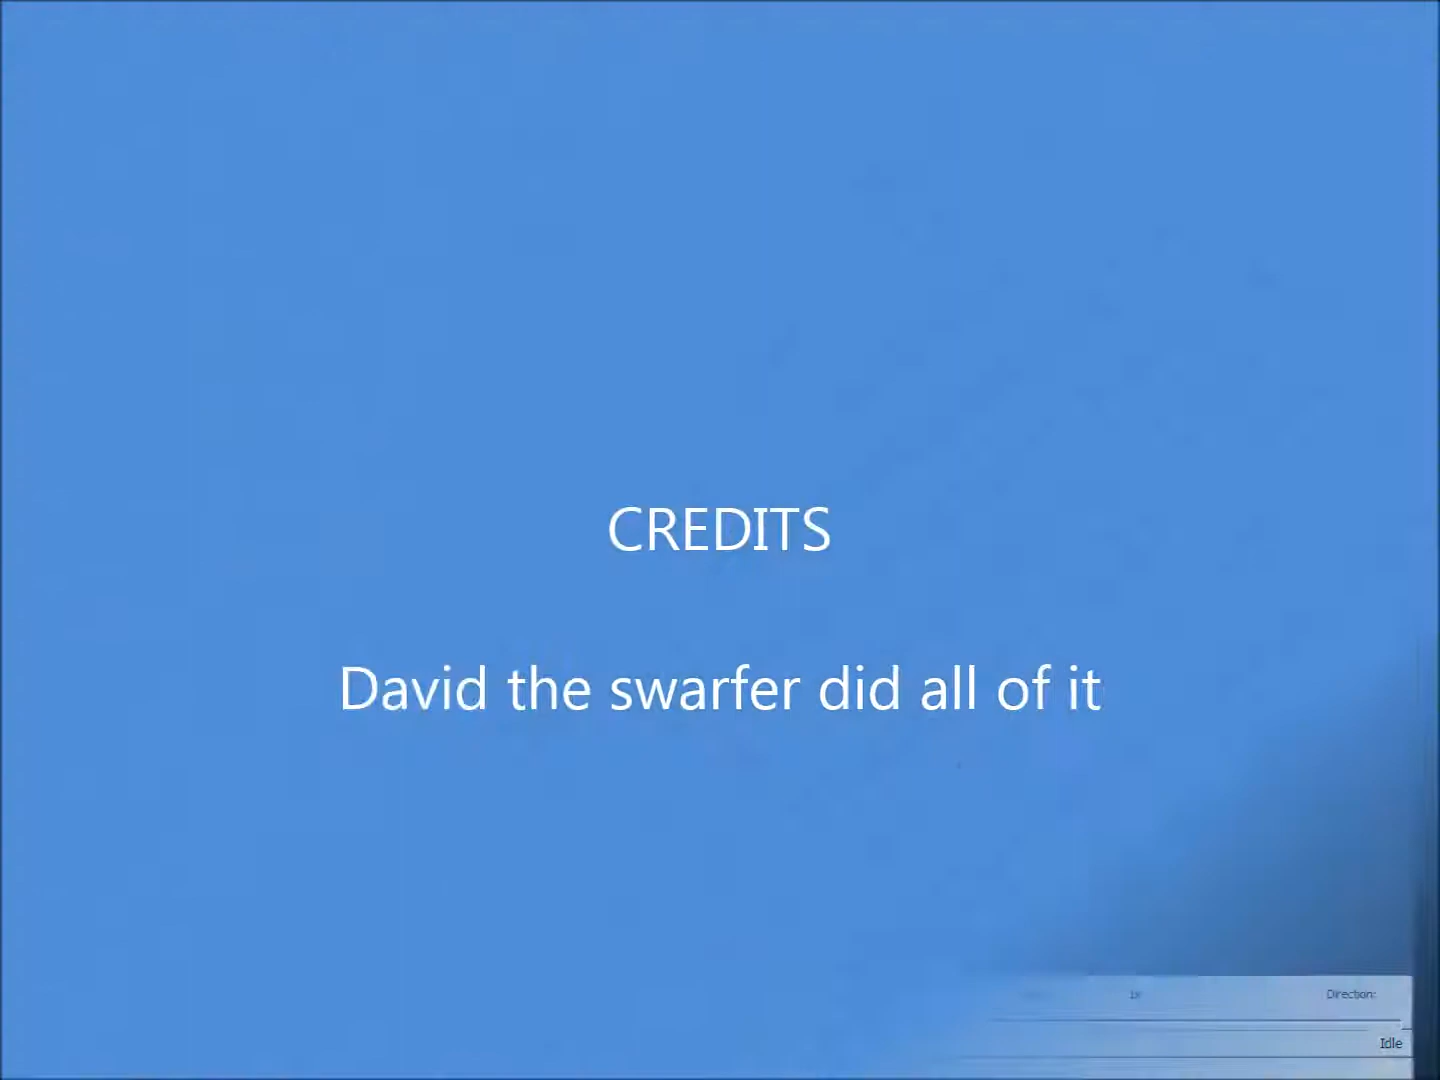 CREDITS
David the swarfer did all of it
Direction:
Idle